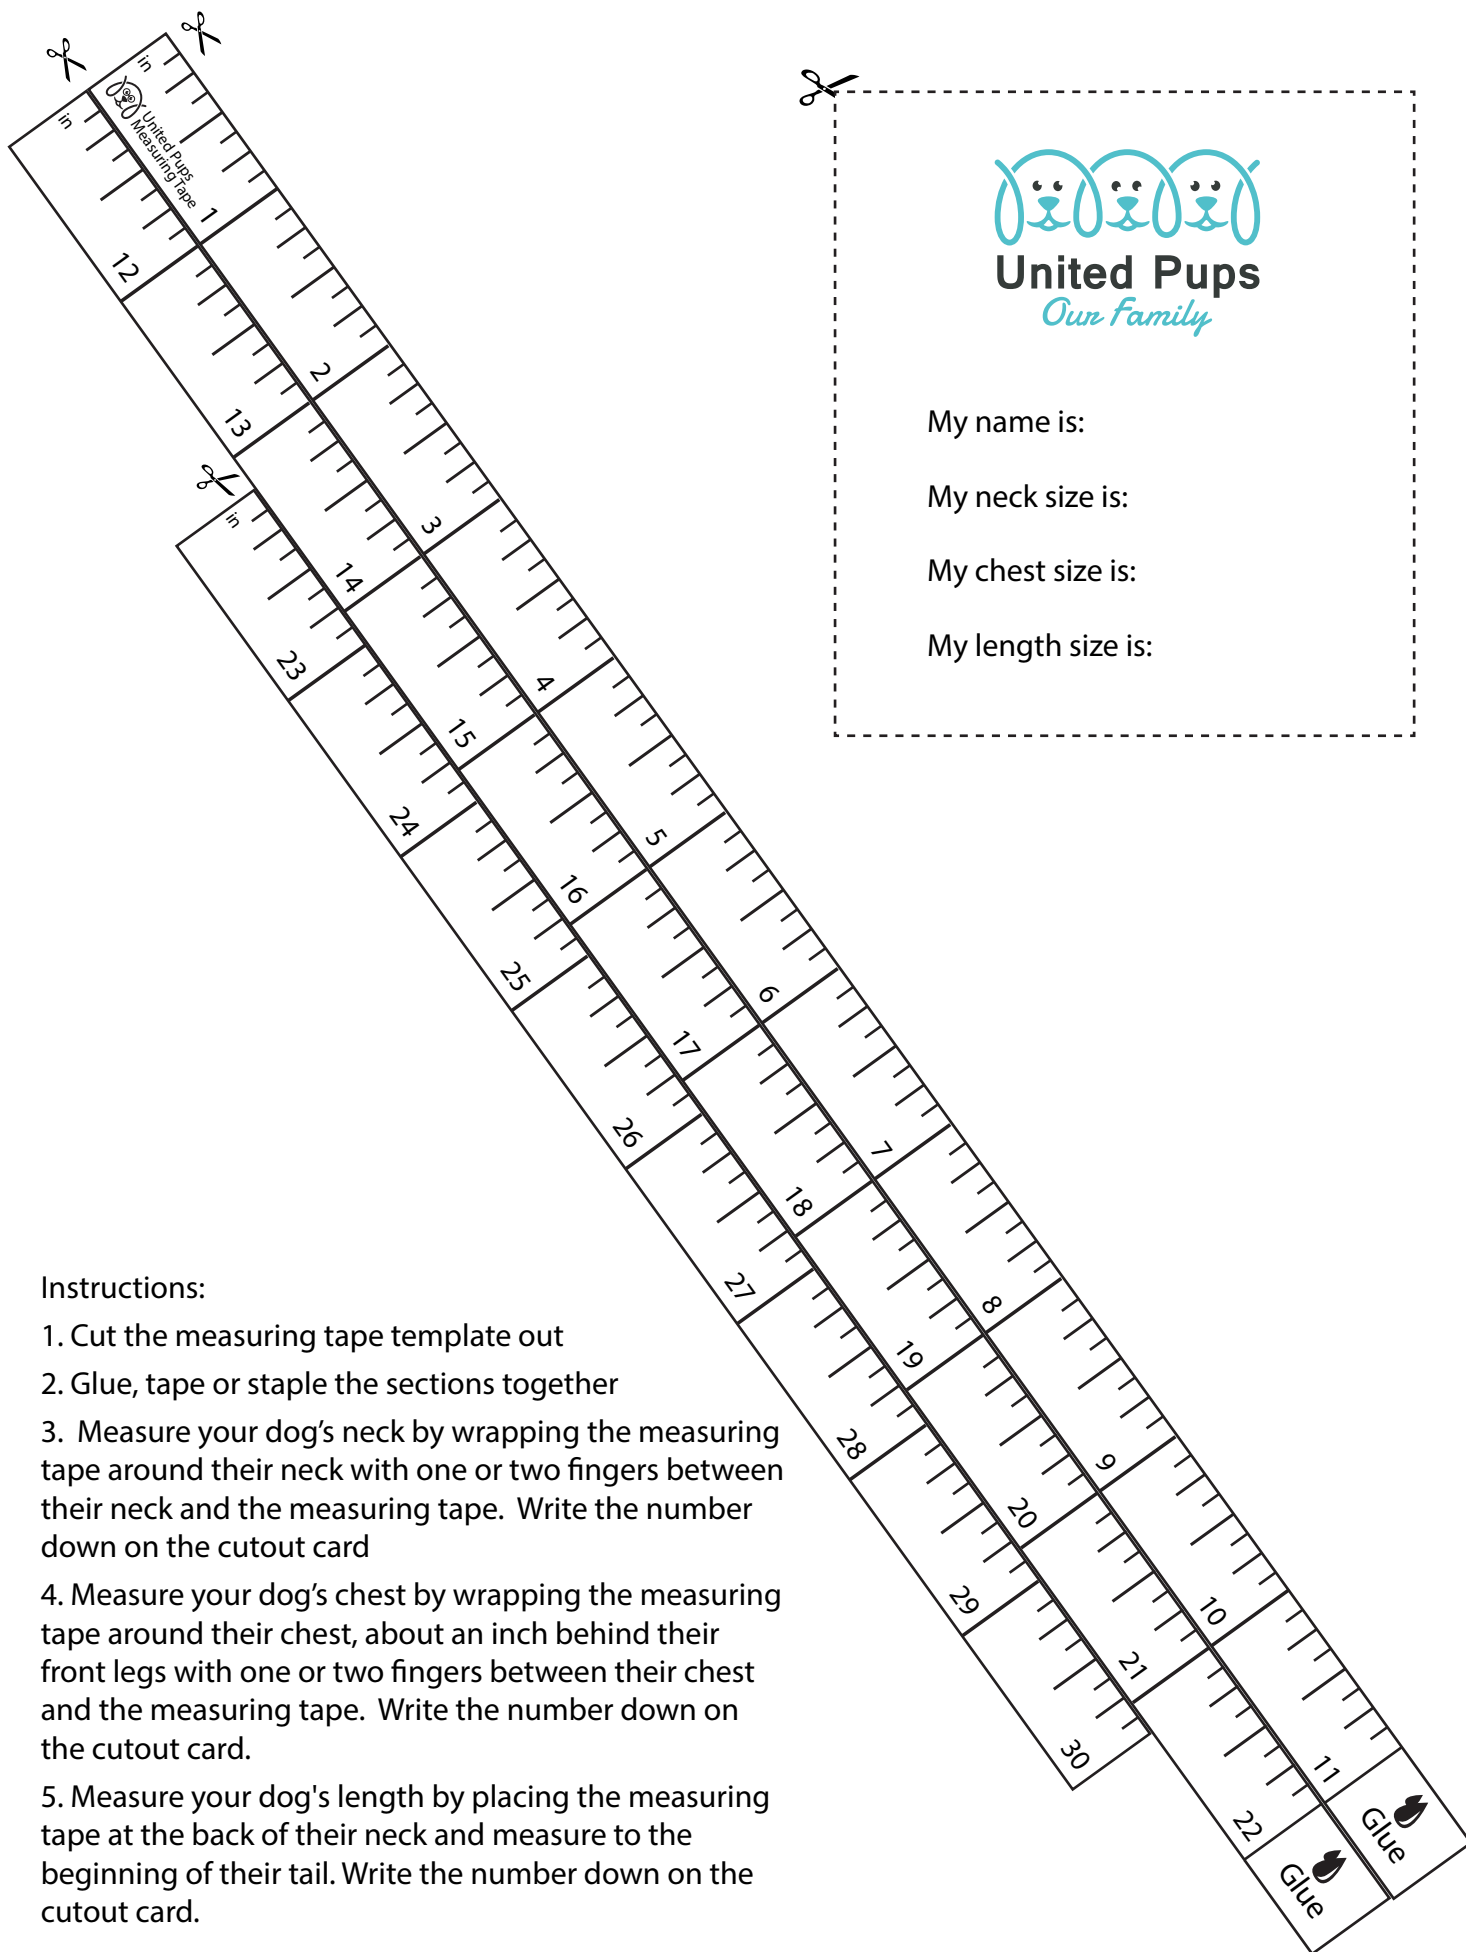 in
United Pups
Measuring Tape
1
2
3
4
5
6
7
8
9
10
11
Glue
in
12
13
14
15
16
17
18
19
20
21
22
Glue
in
23
24
25
26
27
28
29
30
United Pups
Our Family
My name is:
My neck size is:
My chest size is:
My length size is:
Instructions:
1. Cut the measuring tape template out
2. Glue, tape or staple the sections together
3.  Measure your dog’s neck by wrapping the measuring
tape around their neck with one or two fingers between
their neck and the measuring tape.  Write the number
down on the cutout card
4. Measure your dog’s chest by wrapping the measuring
tape around their chest, about an inch behind their
front legs with one or two fingers between their chest
and the measuring tape.  Write the number down on
the cutout card.
5. Measure your dog's length by placing the measuring
tape at the back of their neck and measure to the
beginning of their tail. Write the number down on the
cutout card.